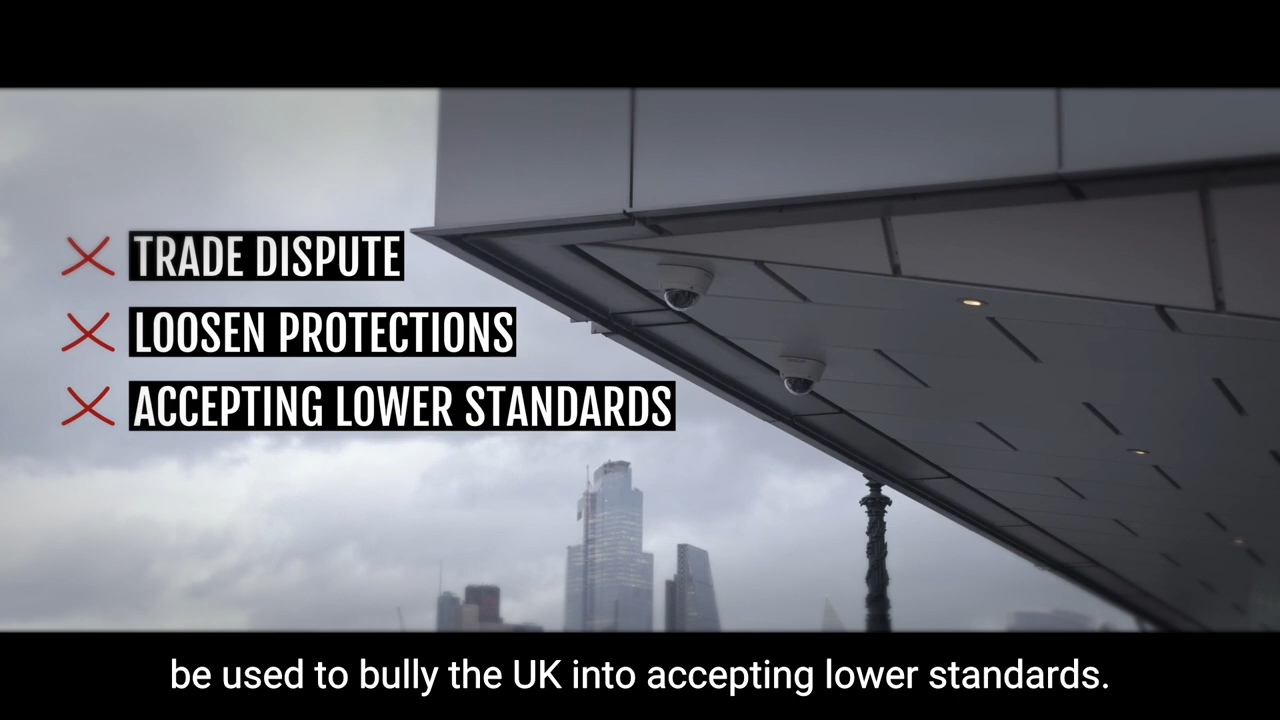 TRADE DISPUTE
LOOSEN PROTECTIONS
ACCEPTING LOWER STANDARDS
be used to bully the UK into accepting lower standards.